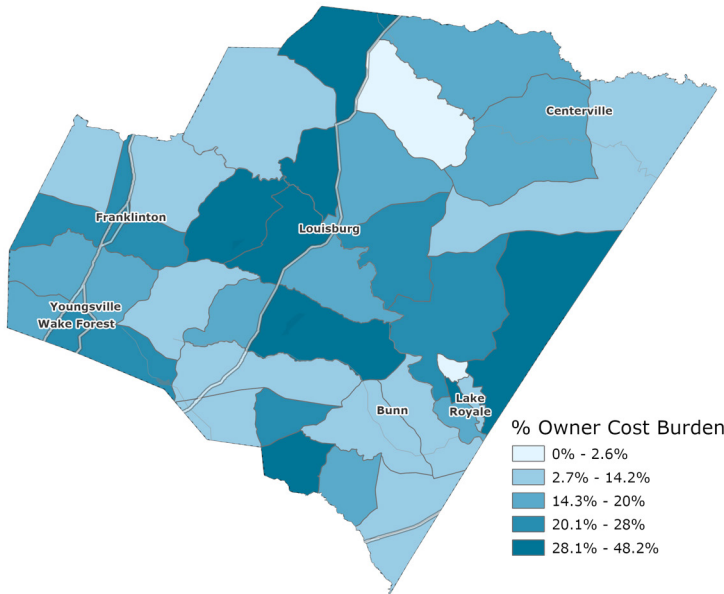 Centerville
Franklinton
Louisburg
Youngsville
Wake Forest
Bunn
Lake
Royale
% Owner Cost Burden
0% - 2.6%
2.7% - 14.2%
14.3% - 20%
20.1% - 28%
28.1% - 48.2%